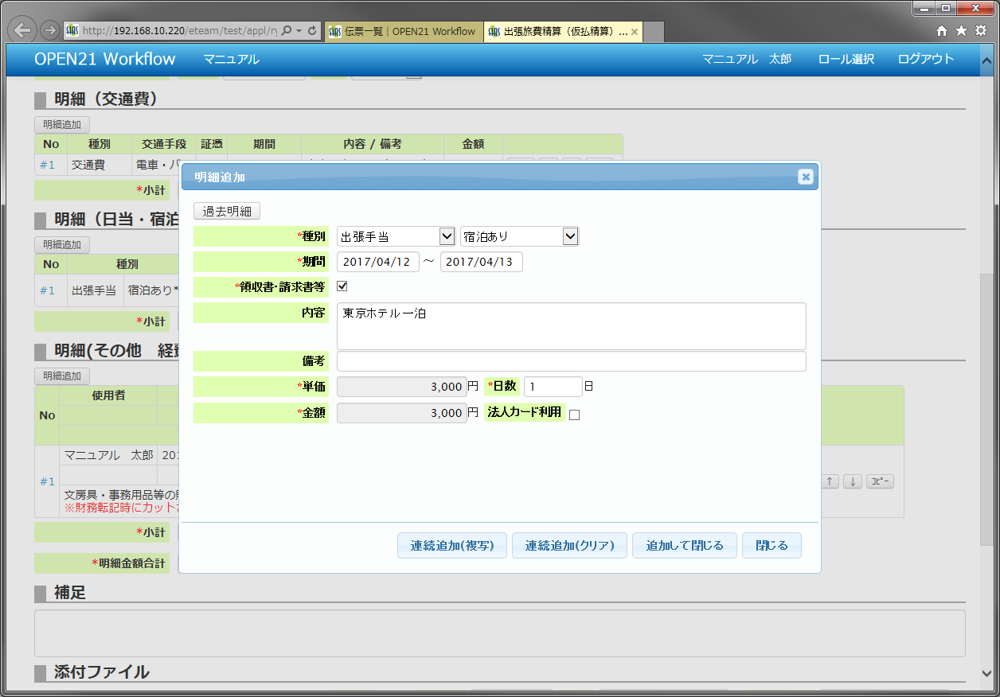 http://192.168.10.220/eteam/test/appl/ 伝票一覧 | OPEN21 Workflow 出張旅費精算（仮払精算）...
OPEN21 Workflow マニュアル マニュアル 太郎 ロール選択 ログアウト
明細（交通費）
明細追加
No 種別 交通手段 証憑 期間 内容 / 備考 金額
#1 交通費 電車・バ
*小計
明細（日当・宿泊
明細追加
No 種別
#1 出張手当 宿泊あり*
*小計
明細(その他 経費
明細追加
使用者
No
マニュアル 太郎 201
#1
文房具・事務用品等の
※財務転記時にカット
↑ ↓ ｺﾋﾟｰ
*小計
*明細金額合計
補足
添付ファイル
明細追加
過去明細
*種別 出張手当 宿泊あり
*期間 2017/04/12 ～ 2017/04/13
*領収書・請求書等
内容 東京ホテル一泊
備考
*単価 3,000 円 *日数 1 日
*金額 3,000 円 法人カード利用
連続追加(複写) 連続追加(クリア) 追加して閉じる 閉じる